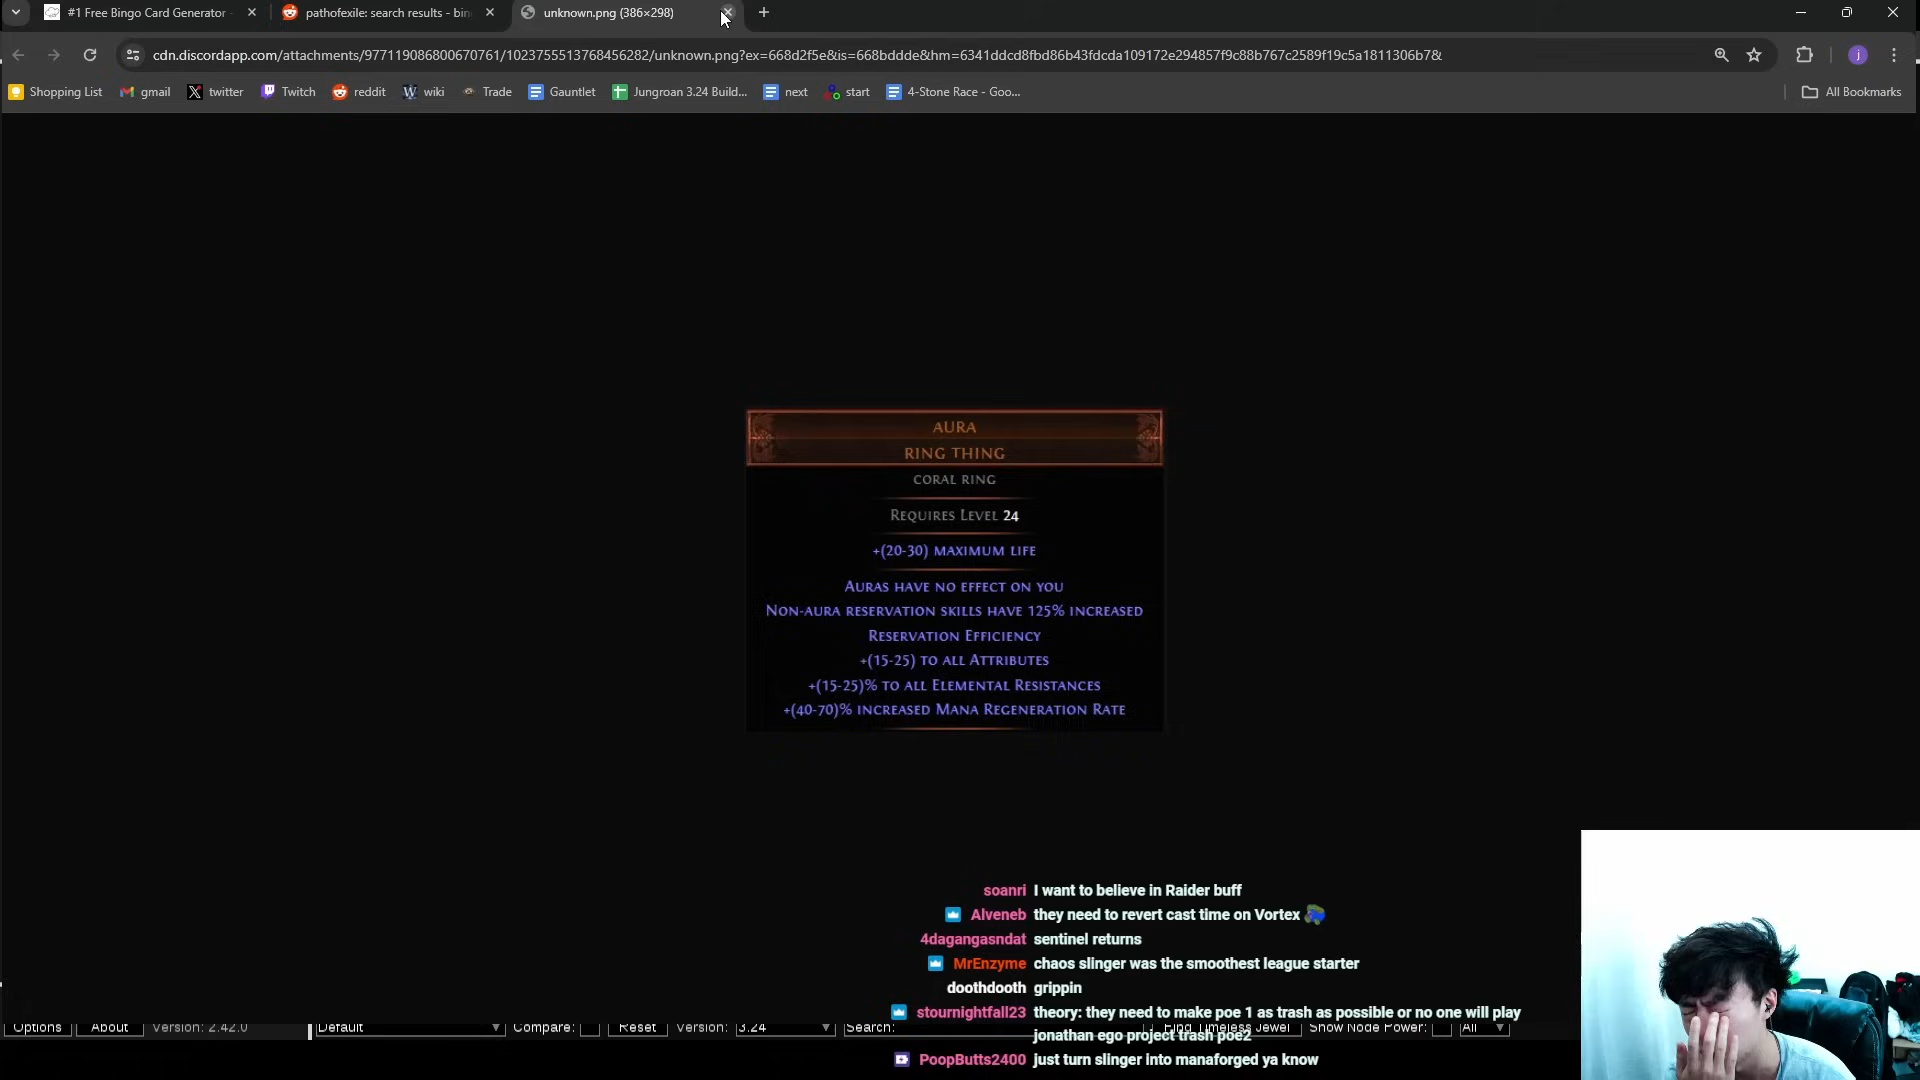 #1 Free Bingo Card Generator
pathofexile: search results - bin
unknown.png (386×298)
cdn.discordapp.com/attachments/977119086800670761/1023755513768456282/unknown.png?ex=668d2f5e&is=668bddde&hm=6341ddcd8fbd86b43fdcda109172e294857f9c88b767c2589f19c5a1811306b7&
j
Shopping List
gmail
twitter
Twitch
reddit
wiki
Trade
Gauntlet
Jungroan 3.24 Build...
next
start
4-Stone Race - Goo...
All Bookmarks
AURA
RING THING
CORAL RING
REQUIRES LEVEL 24
+(20-30) MAXIMUM LIFE
AURAS HAVE NO EFFECT ON YOU
NON-AURA RESERVATION SKILLS HAVE 125% INCREASED
RESERVATION EFFICIENCY
+(15-25) TO ALL ATTRIBUTES
+(15-25)% TO ALL ELEMENTAL RESISTANCES
+(40-70)% INCREASED MANA REGENERATION RATE
soanri I want to believe in Raider buff
Alveneb they need to revert cast time on Vortex
4dagangasndat sentinel returns
MrEnzyme chaos slinger was the smoothest league starter
doothdooth grippin
stournightfall23 theory: they need to make poe 1 as trash as possible or no one will play
jonathan ego project trash poe2
PoopButts2400 just turn slinger into manaforged ya know
Options
About
Version: 2.42.0
Default
Compare:
Reset
Version:
3.24
Search:
Find Timeless Jewel
Show Node Power:
All